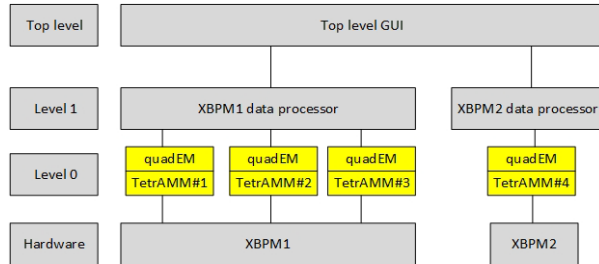 Top level
Top level GUI
Level 1
XBPM1 data processor
XBPM2 data processor
Level 0
quadEM
TetrAMM#1
quadEM
TetrAMM#2
quadEM
TetrAMM#3
quadEM
TetrAMM#4
Hardware
XBPM1
XBPM2